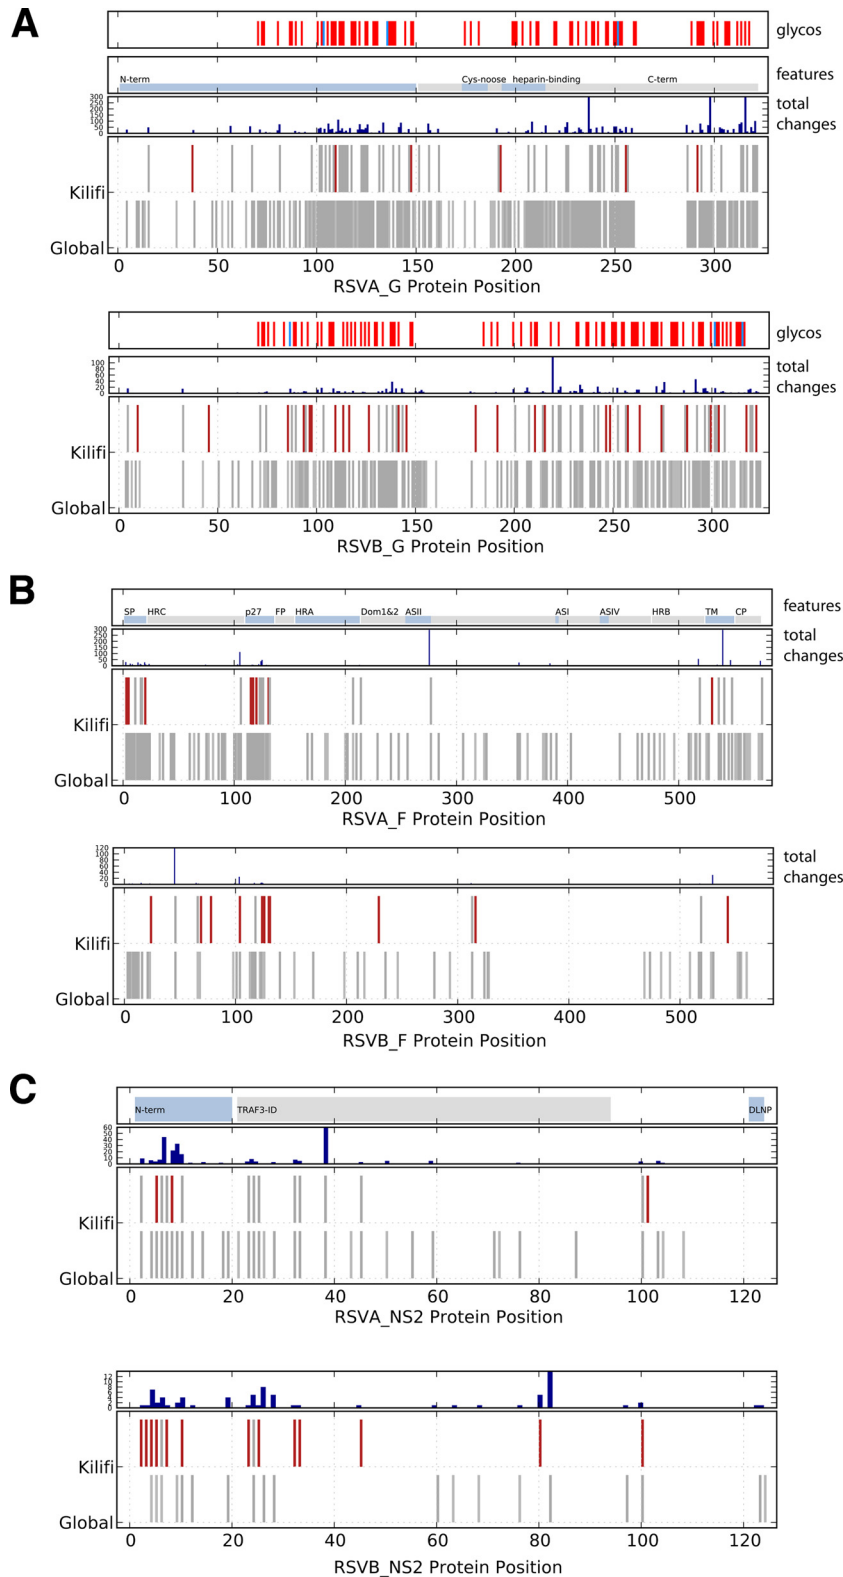 A
glycos
features
N-term
Cys-noose
heparin-binding
C-term
total
changes
300
250
200
150
100
50
0
Kilifi
Global
0 50 100 150 200 250 300
RSVA_G Protein Position
glycos
total
changes
100
80
60
40
20
0
Kilifi
Global
0 50 100 150 200 250 300
RSVB_G Protein Position
B
features
SP HRC p27 FP HRA Dom1&2 ASII ASI ASIV HRB TM CP
total
changes
300
250
200
150
100
50
0
Kilifi
Global
0 100 200 300 400 500
RSVA_F Protein Position
total
changes
120
100
80
60
40
20
0
Kilifi
Global
0 100 200 300 400 500
RSVB_F Protein Position
C
N-term TRAF3-ID DLNP
60
50
40
30
20
10
0
Kilifi
Global
0 20 40 60 80 100 120
RSVA_NS2 Protein Position
12
10
8
6
4
2
0
Kilifi
Global
0 20 40 60 80 100 120
RSVB_NS2 Protein Position